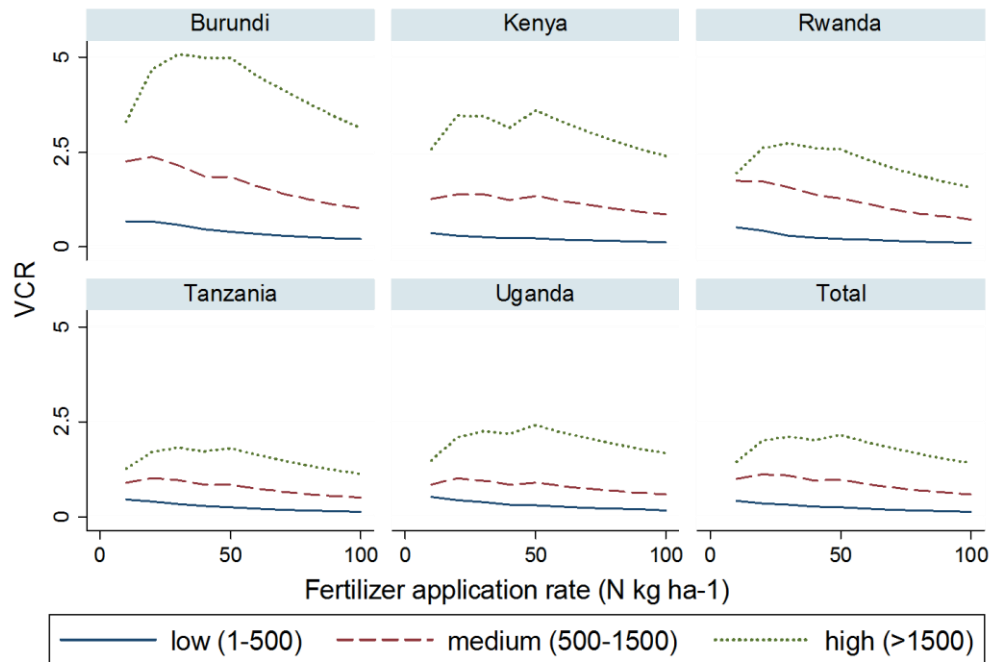 Burundi
Kenya
Rwanda
5
2.5
0
VCR
Tanzania
Uganda
Total
5
2.5
0
0 50 100
0 50 100
0 50 100
Fertilizer application rate (N kg ha-1)
low (1-500) medium (500-1500) high (>1500)